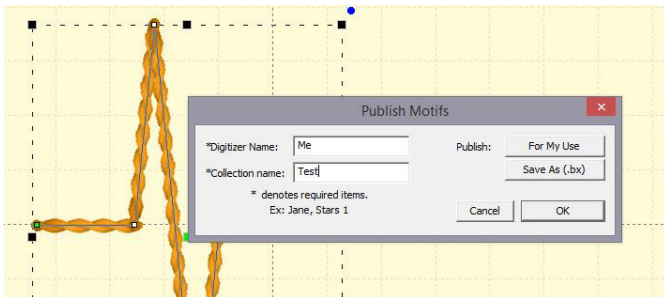 Publish Motifs
x
*Digitizer Name: Me Publish: For My Use
*Collection name: Test Save As (.bx)
* denotes required items.
Ex: Jane, Stars 1
Cancel OK